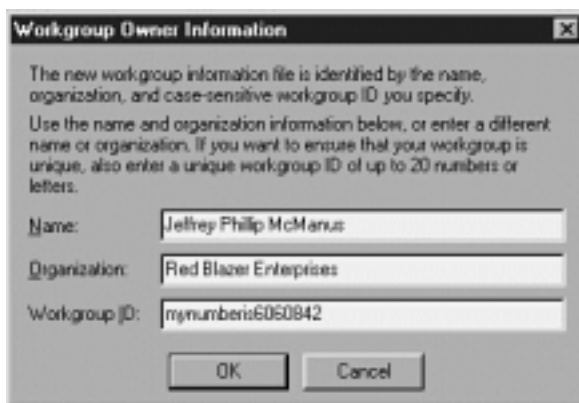 Workgroup Owner Information
The new workgroup information file is identified by the name,
organization, and case-sensitive workgroup ID you specify.
Use the name and organization information below, or enter a different
name or organization. If you want to ensure that your workgroup is
unique, also enter a unique workgroup ID of up to 20 numbers or
letters.
Name: Jeffrey Phillip McManus
Organization: Red Blazer Enterprises
Workgroup ID: mynumberis6060842
OK Cancel